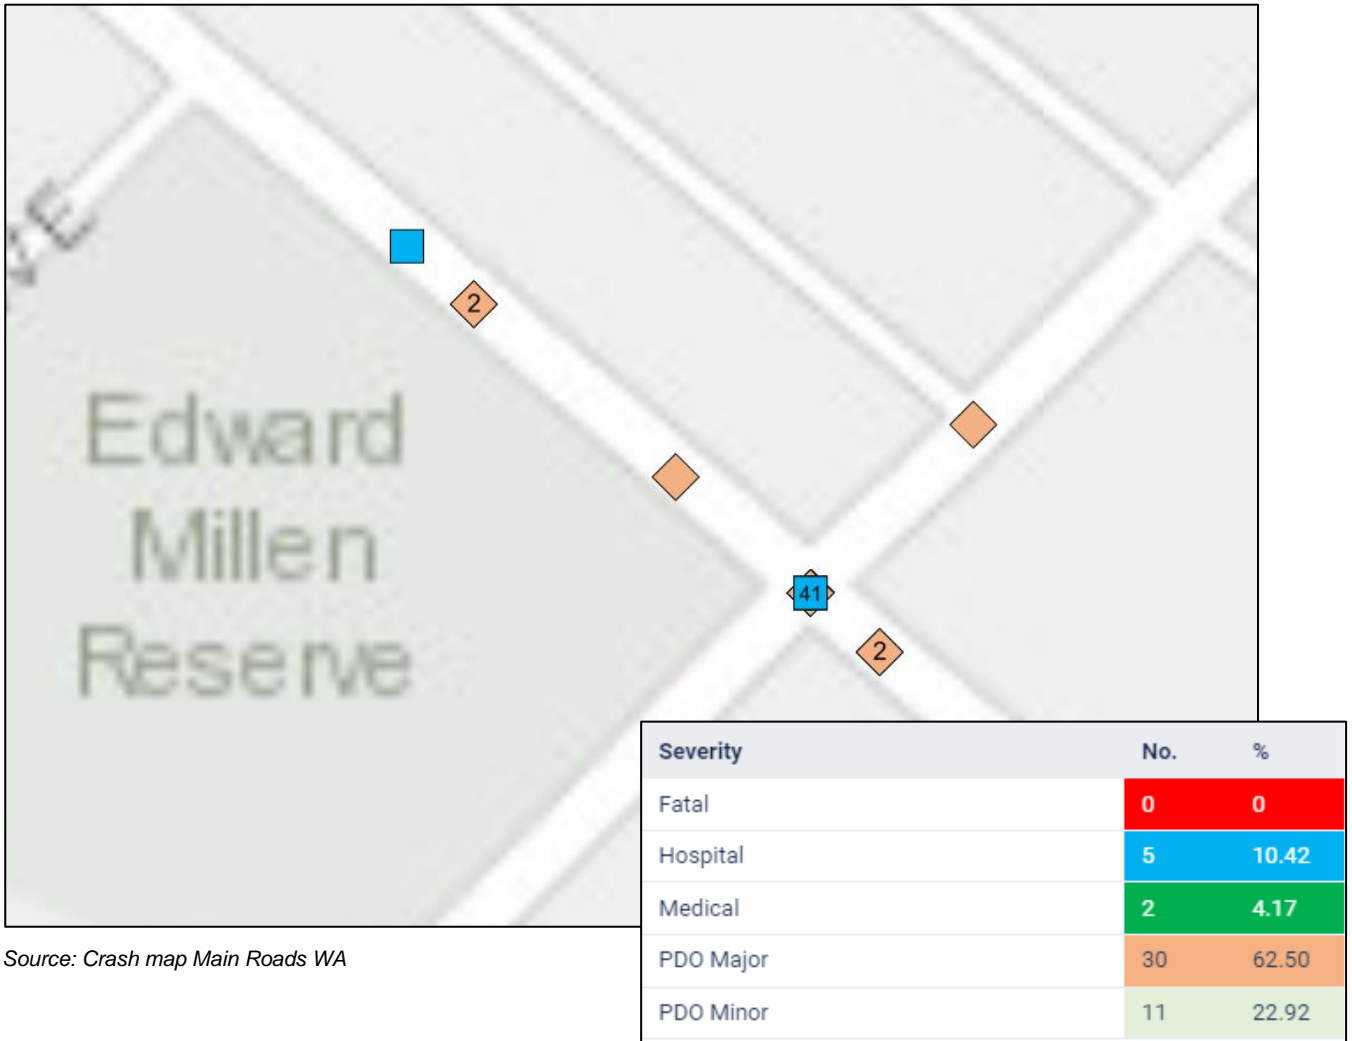 VE
2
Edward
Millen
Reserve
41
2
Severity No. %
Fatal 0 0
Hospital 5 10.42
Medical 2 4.17
PDO Major 30 62.50
PDO Minor 11 22.92
Source: Crash map Main Roads WA